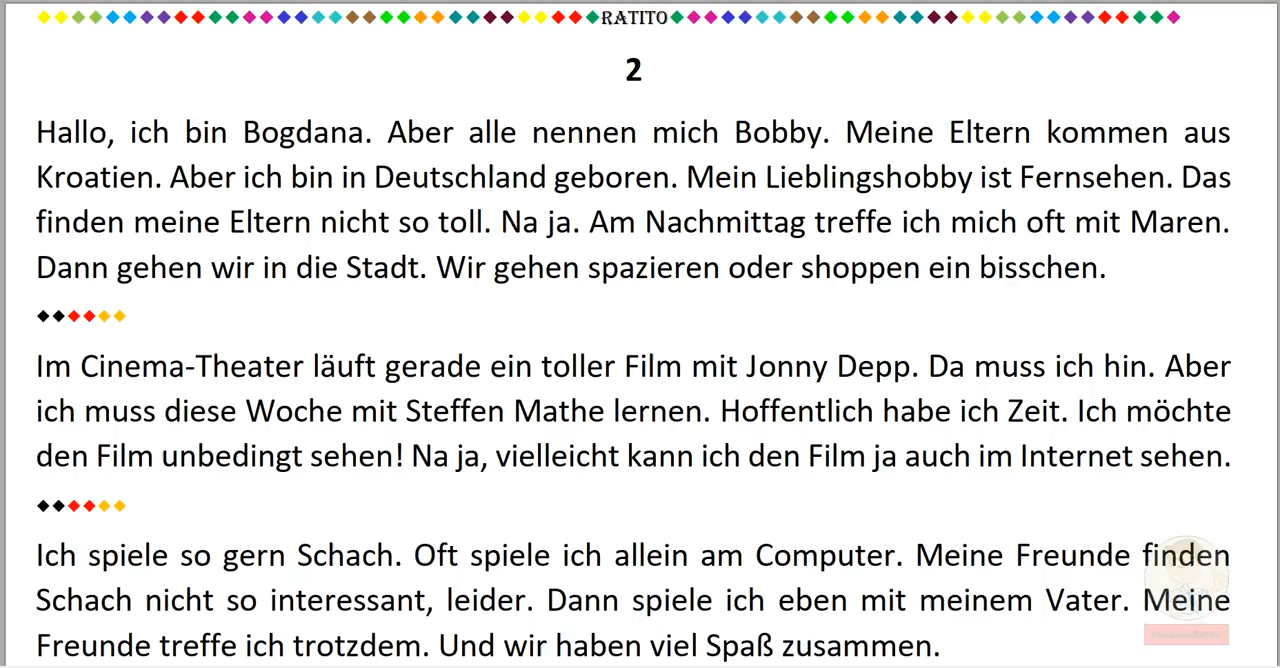 RATITO
2
Hallo, ich bin Bogdana. Aber alle nennen mich Bobby. Meine Eltern kommen aus
Kroatien. Aber ich bin in Deutschland geboren. Mein Lieblingshobby ist Fernsehen. Das
finden meine Eltern nicht so toll. Na ja. Am Nachmittag treffe ich mich oft mit Maren.
Dann gehen wir in die Stadt. Wir gehen spazieren oder shoppen ein bisschen.
Im Cinema-Theater läuft gerade ein toller Film mit Jonny Depp. Da muss ich hin. Aber
ich muss diese Woche mit Steffen Mathe lernen. Hoffentlich habe ich Zeit. Ich möchte
den Film unbedingt sehen! Na ja, vielleicht kann ich den Film ja auch im Internet sehen.
Ich spiele so gern Schach. Oft spiele ich allein am Computer. Meine Freunde finden
Schach nicht so interessant, leider. Dann spiele ich eben mit meinem Vater. Meine
Freunde treffe ich trotzdem. Und wir haben viel Spaß zusammen.